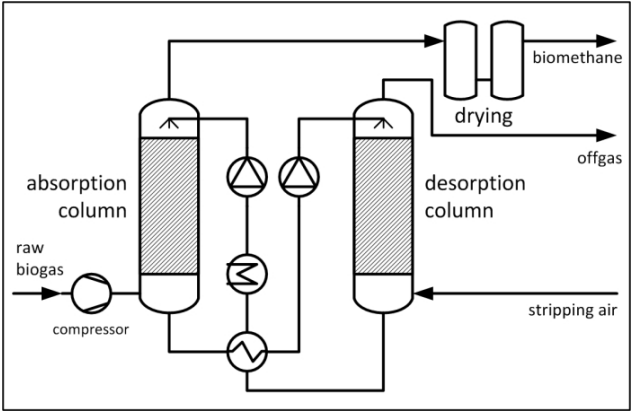 biomethane
drying
offgas
absorption
column
desorption
column
raw
biogas
compressor
stripping air